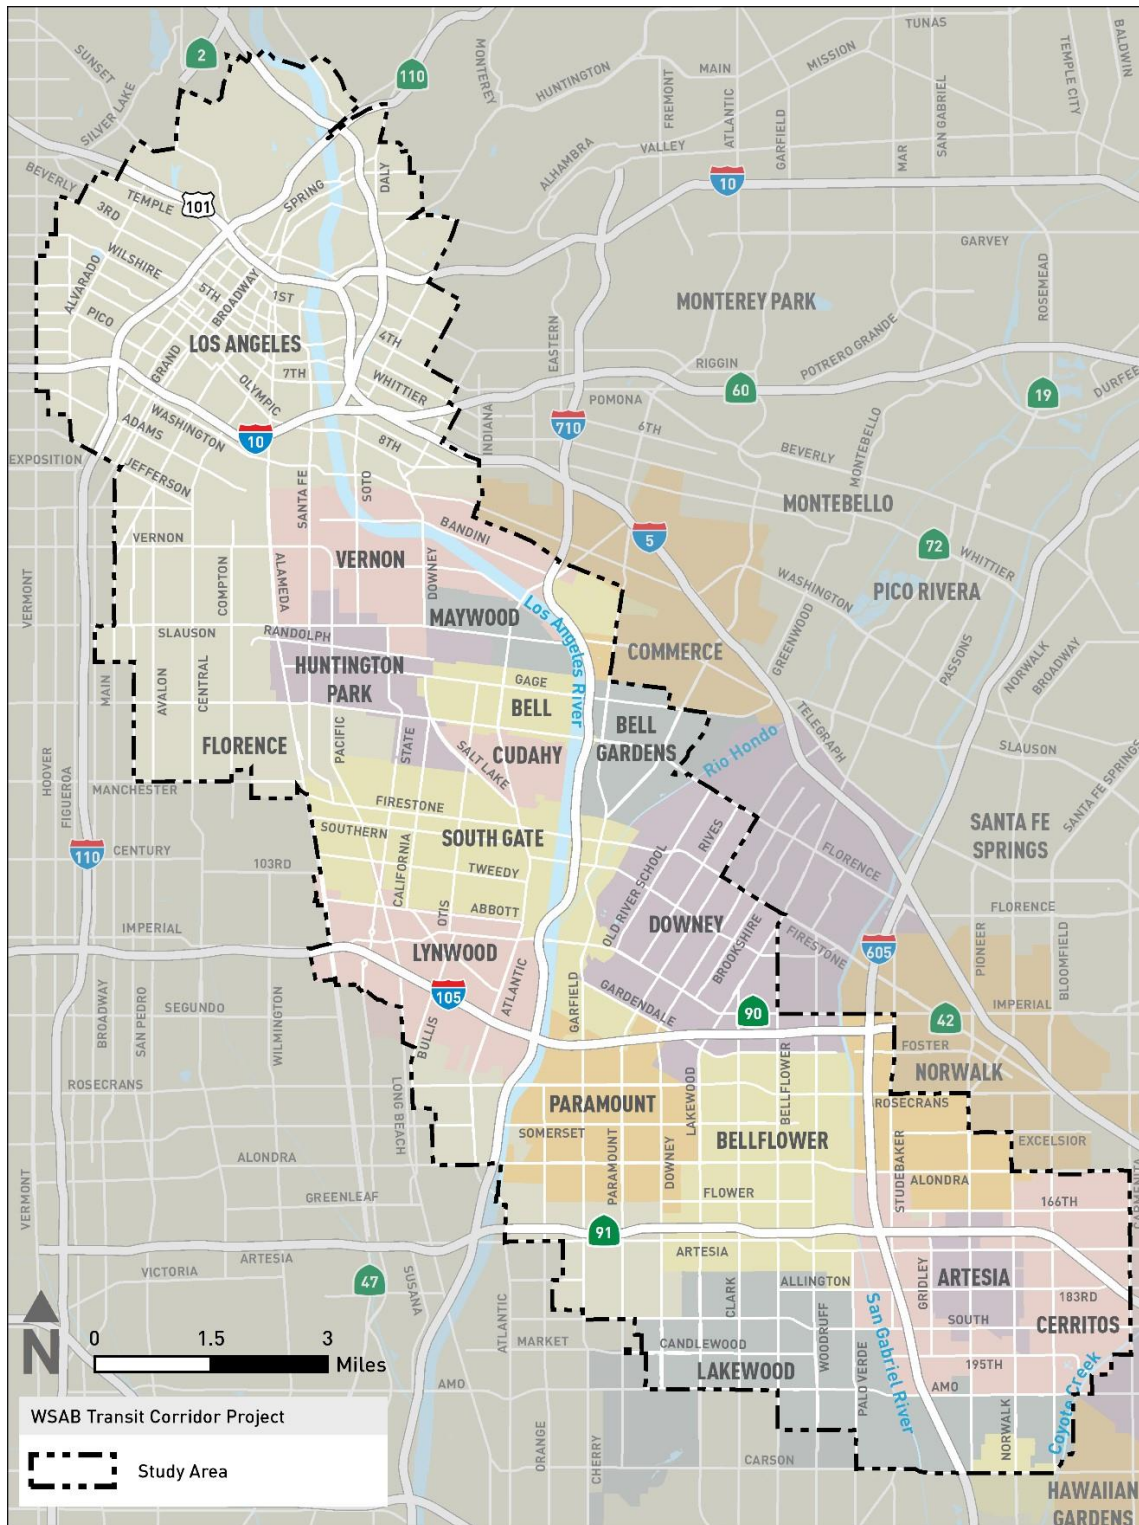 2
110
TUNAS
BALDWIN
SUNSET
SILVER LAKE
MONTEREY
HUNTINGTON
MAIN
MISSION
FREMONT
ATLANTIC
GARFIELD
SAN GABRIEL
TEMPLE CITY
MAR
ALHAMBRA
VALLEY
DALY
SPRING
BEVERLY
TEMPLE
101
10
3RD
WILSHIRE
ALVARADO
5TH
BROADWAY
1ST
PICO
GRAND
LOS ANGELES
4TH
7TH
OLYMPIC
WHITTIER
GARVEY
ROSEMEAD
MONTEREY PARK
EASTERN
RIGGIN
POTRERO GRANDE
60
19
DURFEE
POMONA
6TH
INDIANA
710
WASHINGTON
ADAMS
10
8TH
EXPOSITION
JEFFERSON
SANTA FE
SOTO
BEVERLY
MONTEBELLO
MONTEBELLO
BANDINI
5
72
WHITTIER
VERNON
VERNON
DOWNEY
WASHINGTON
PICO RIVERA
VERMONT
COMPTON
ALAMEDA
MAYWOOD
Los Angeles River
GREENWOOD
PASSONS
NORWALK
BROADWAY
SLAUSON
RANDOLPH
COMMERCE
HUNTINGTON
PARK
GAGE
BELL
BELL
GARDENS
MAIN
AVALON
CENTRAL
FLORENCE
PACIFIC
STATE
SALT LAKE
CUDAHY
Rio Hondo
TELEGRAPH
SLAUSON
SANTA FE SPRINGS
HOOVER
FIGUEROA
MANCHESTER
FIRESTONE
SOUTHERN
SOUTH GATE
RIVES
SANTA FE
SPRINGS
110
CENTURY
103RD
CALIFORNIA
TWEEDY
OLD RIVER SCHOOL
FLORENCE
OTIS
ABBOTT
DOWNEY
BROOKSHIRE
FIRESTONE
605
FLORENCE
PIONEER
BLOOMFIELD
IMPERIAL
LYNWOOD
105
ATLANTIC
GARFIELD
GARDENDALE
90
42
IMPERIAL
BROADWAY
SAN PEDRO
SEGUNDO
WILMINGTON
BULLIS
FOSTER
NORWALK
ROSECRANS
LONG BEACH
PARAMOUNT
LAKEWOOD
BELLFLOWER
ROSECRANS
SOMERSET
BELLFLOWER
EXCELSIOR
ALONDRA
PARAMOUNT
DOWNEY
STUDEBAKER
ALONDRA
GREENLEAF
FLOWER
166TH
VERMONT
91
ARTESIA
VICTORIA
47
SUSANA
ARTESIA
ALLINGTON
GRIDLEY
ARTESIA
183RD
ATLANTIC
CLARK
WOODRUFF
San Gabriel River
SOUTH
CERRITOS
N
0 1.5 3
Miles
MARKET
CANDLEWOOD
LAKEWOOD
PALO VERDE
195TH
Coyote Creek
AMO
AMO
WSAB Transit Corridor Project
Study Area
ORANGE
CHERRY
CARSON
NORWALK
HAWAIIAN
GARDENS